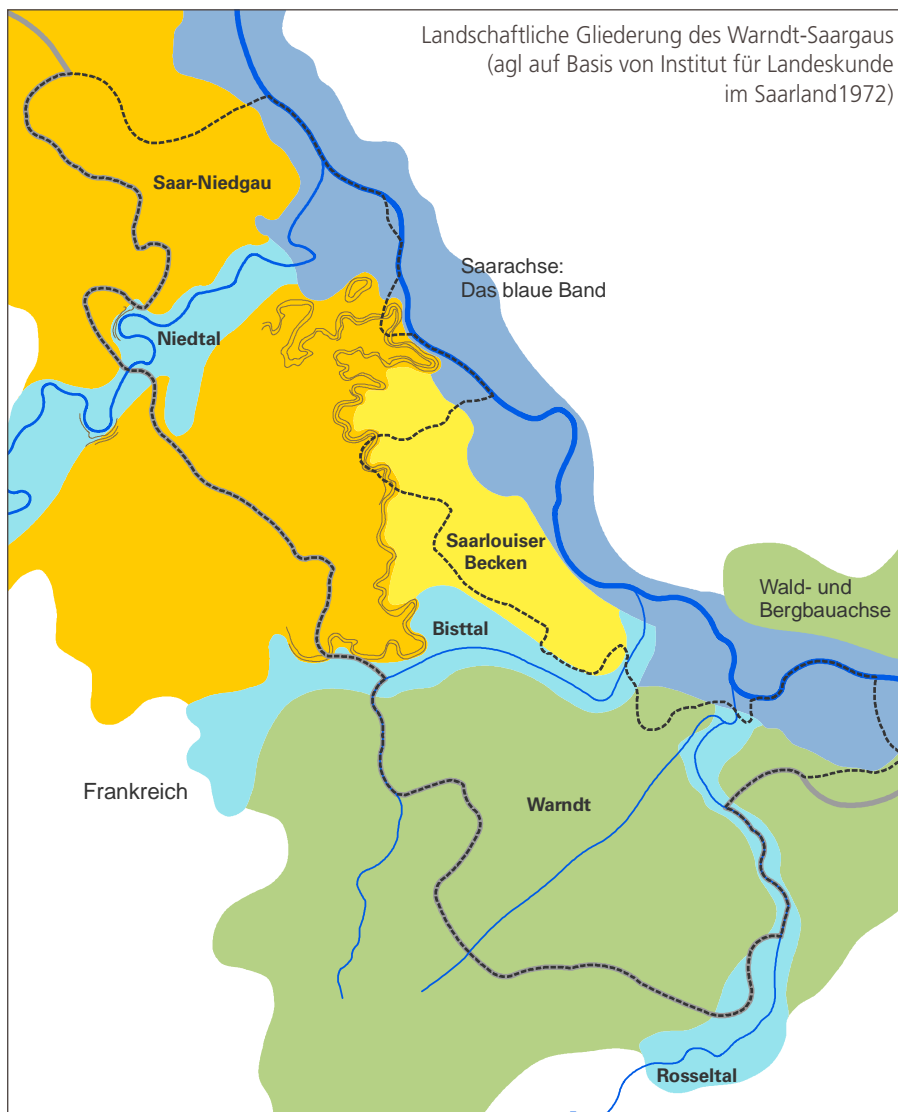 Landschaftliche Gliederung des Warndt-Saargaus
(agl auf Basis von Institut für Landeskunde
im Saarland1972)
Saar-Niedgau
Saarachse:
Das blaue Band
Niedtal
Saarlouiser
Becken
Wald- und
Bergbauachse
Bisttal
Frankreich
Warndt
Rosseltal